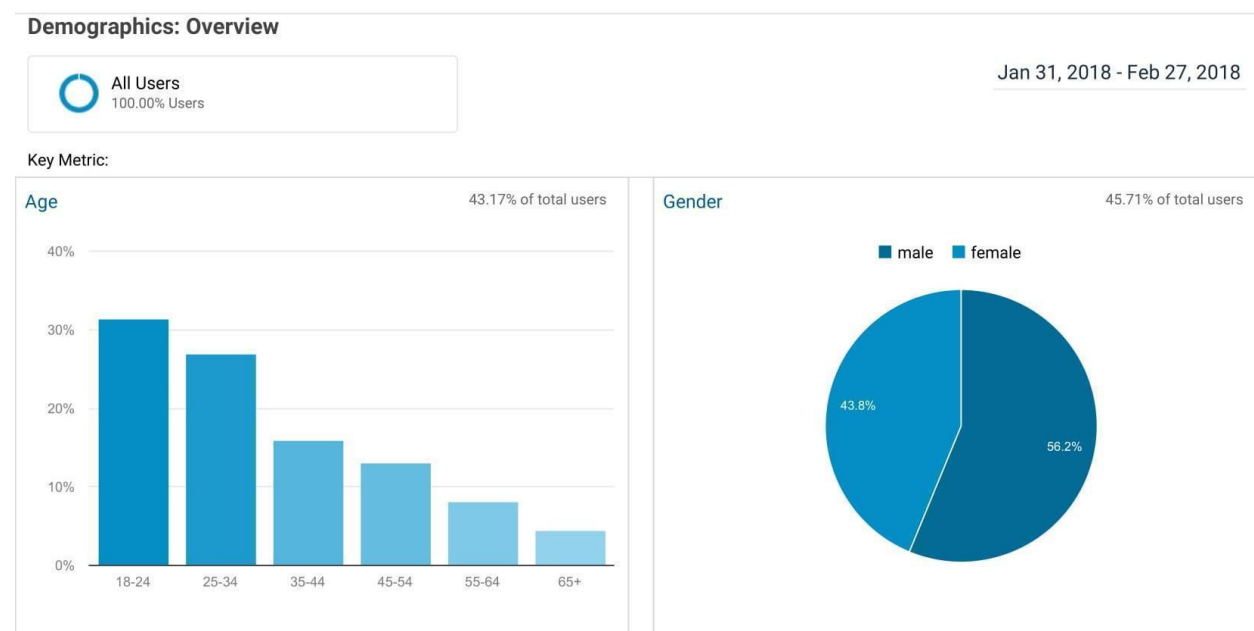 Demographics: Overview
All Users
100.00% Users
Jan 31, 2018 - Feb 27, 2018
Key Metric:
Age
43.17% of total users
40%
30%
20%
10%
0%
18-24
25-34
35-44
45-54
55-64
65+
Gender
45.71% of total users
male
female
43.8%
56.2%